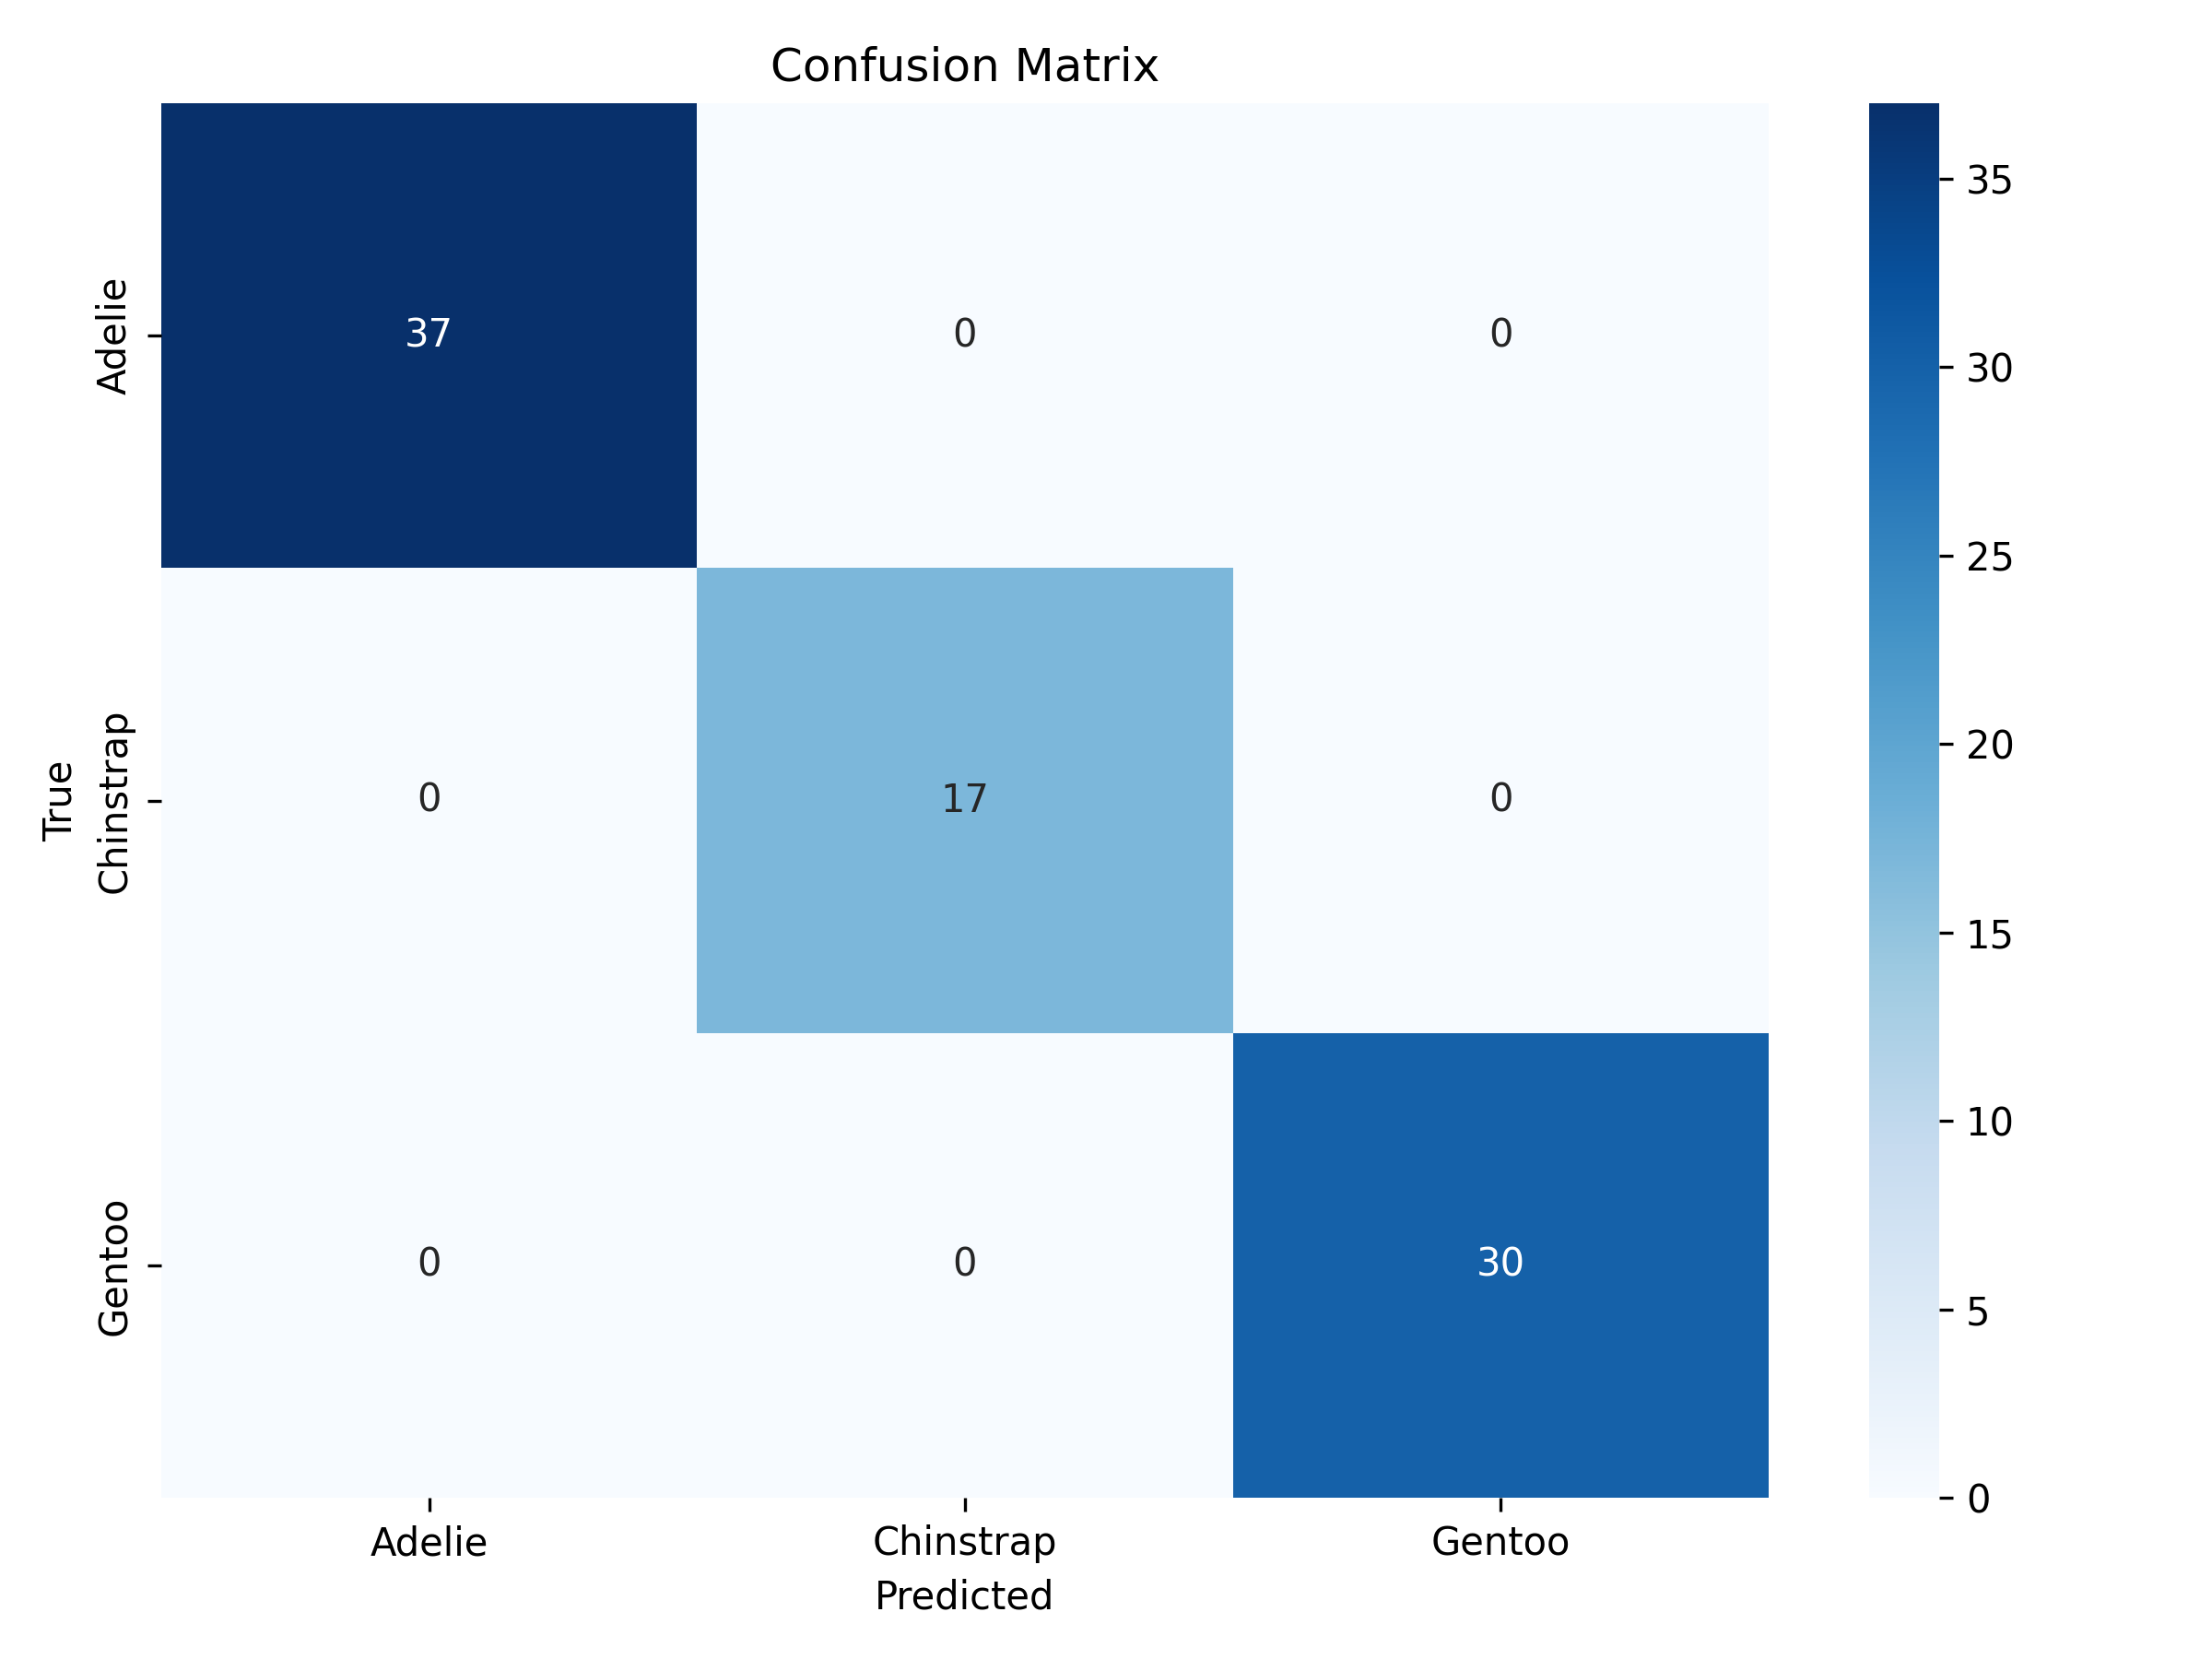 Confusion Matrix
True
Adelie
37 0 0
Chinstrap
0 17 0
Gentoo
0 0 30
Adelie Chinstrap Gentoo
Predicted
35
30
25
20
15
10
5
0